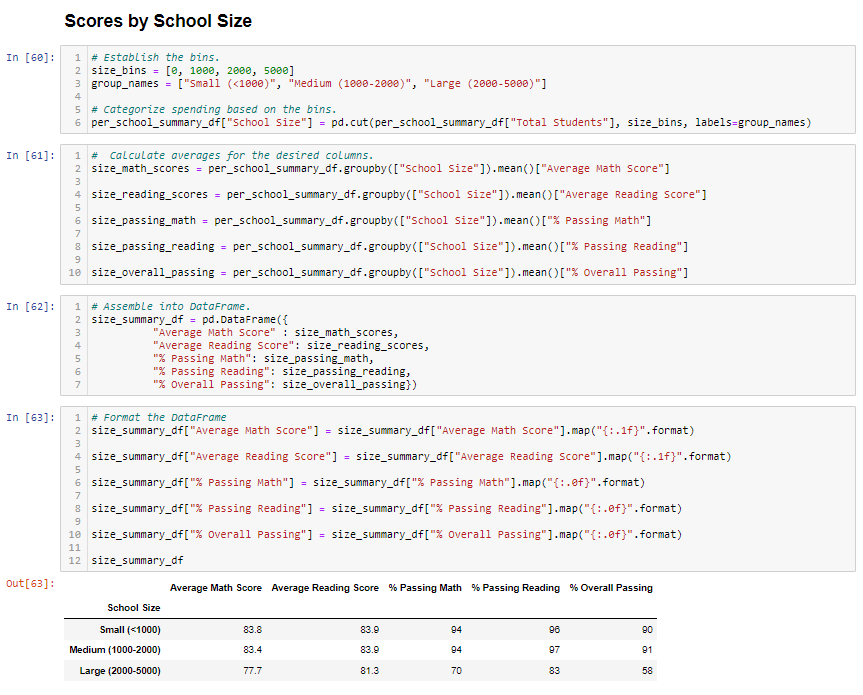 Scores by School Size
In [60]:
1 # Establish the bins.
2 size_bins = [0, 1000, 2000, 5000]
3 group_names = ["Small (<1000)", "Medium (1000-2000)", "Large (2000-5000)"]
4
5 # Categorize spending based on the bins.
6 per_school_summary_df["School Size"] = pd.cut(per_school_summary_df["Total Students"], size_bins, labels=group_names)
In [61]:
1 #  Calculate averages for the desired columns.
2 size_math_scores = per_school_summary_df.groupby(["School Size"]).mean()["Average Math Score"]
3
4 size_reading_scores = per_school_summary_df.groupby(["School Size"]).mean()["Average Reading Score"]
5
6 size_passing_math = per_school_summary_df.groupby(["School Size"]).mean()["% Passing Math"]
7
8 size_passing_reading = per_school_summary_df.groupby(["School Size"]).mean()["% Passing Reading"]
9
10 size_overall_passing = per_school_summary_df.groupby(["School Size"]).mean()["% Overall Passing"]
In [62]:
1 # Assemble into DataFrame.
2 size_summary_df = pd.DataFrame({
3           "Average Math Score" : size_math_scores,
4           "Average Reading Score": size_reading_scores,
5           "% Passing Math": size_passing_math,
6           "% Passing Reading": size_passing_reading,
7           "% Overall Passing": size_overall_passing})
In [63]:
1 # Format the DataFrame
2 size_summary_df["Average Math Score"] = size_summary_df["Average Math Score"].map("{:.1f}".format)
3
4 size_summary_df["Average Reading Score"] = size_summary_df["Average Reading Score"].map("{:.1f}".format)
5
6 size_summary_df["% Passing Math"] = size_summary_df["% Passing Math"].map("{:.0f}".format)
7
8 size_summary_df["% Passing Reading"] = size_summary_df["% Passing Reading"].map("{:.0f}".format)
9
10 size_summary_df["% Overall Passing"] = size_summary_df["% Overall Passing"].map("{:.0f}".format)
11
12 size_summary_df
Out[63]:
Average Math Score Average Reading Score % Passing Math % Passing Reading % Overall Passing
School Size
Small (<1000) 83.8 83.9 94 96 90
Medium (1000-2000) 83.4 83.9 94 97 91
Large (2000-5000) 77.7 81.3 70 83 58